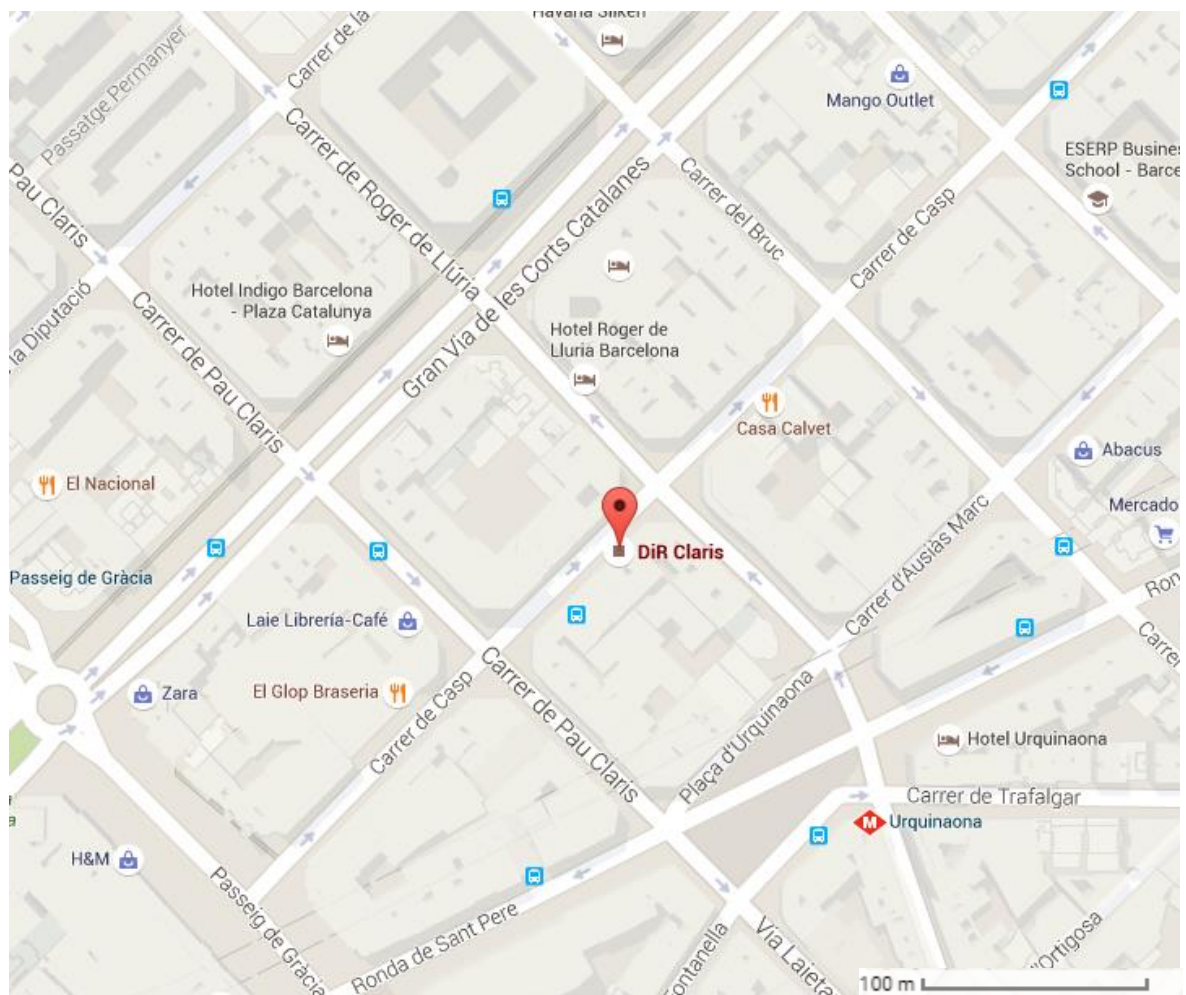 Havana Silken
Carrer de la
Passatge Permanyer
Mango Outlet
ESERP Busines
School - Barce
Carrer de Roger de Llúria
Pau Claris
Carrer del Bruc
Carrer de Casp
Gran Via de les Corts Catalanes
Hotel Indigo Barcelona
- Plaza Catalunya
la Diputació
Carrer de Pau Claris
Hotel Roger de
Lluria Barcelona
Casa Calvet
Abacus
El Nacional
Mercado
Carrer d'Ausiàs Marc
DiR Claris
Passeig de Gràcia
Ron
Laie Librería-Café
Carrer
El Glop Braseria
Zara
Carrer de Casp
Carrer de Pau Claris
Plaça d'Urquinaona
Hotel Urquinaona
Carrer de Trafalgar
M
Urquinaona
a
H&M
Passeig de Gràcia
Ronda de Sant Pere
Fontanella
Via Laieta
d'Ortigosa
100 m